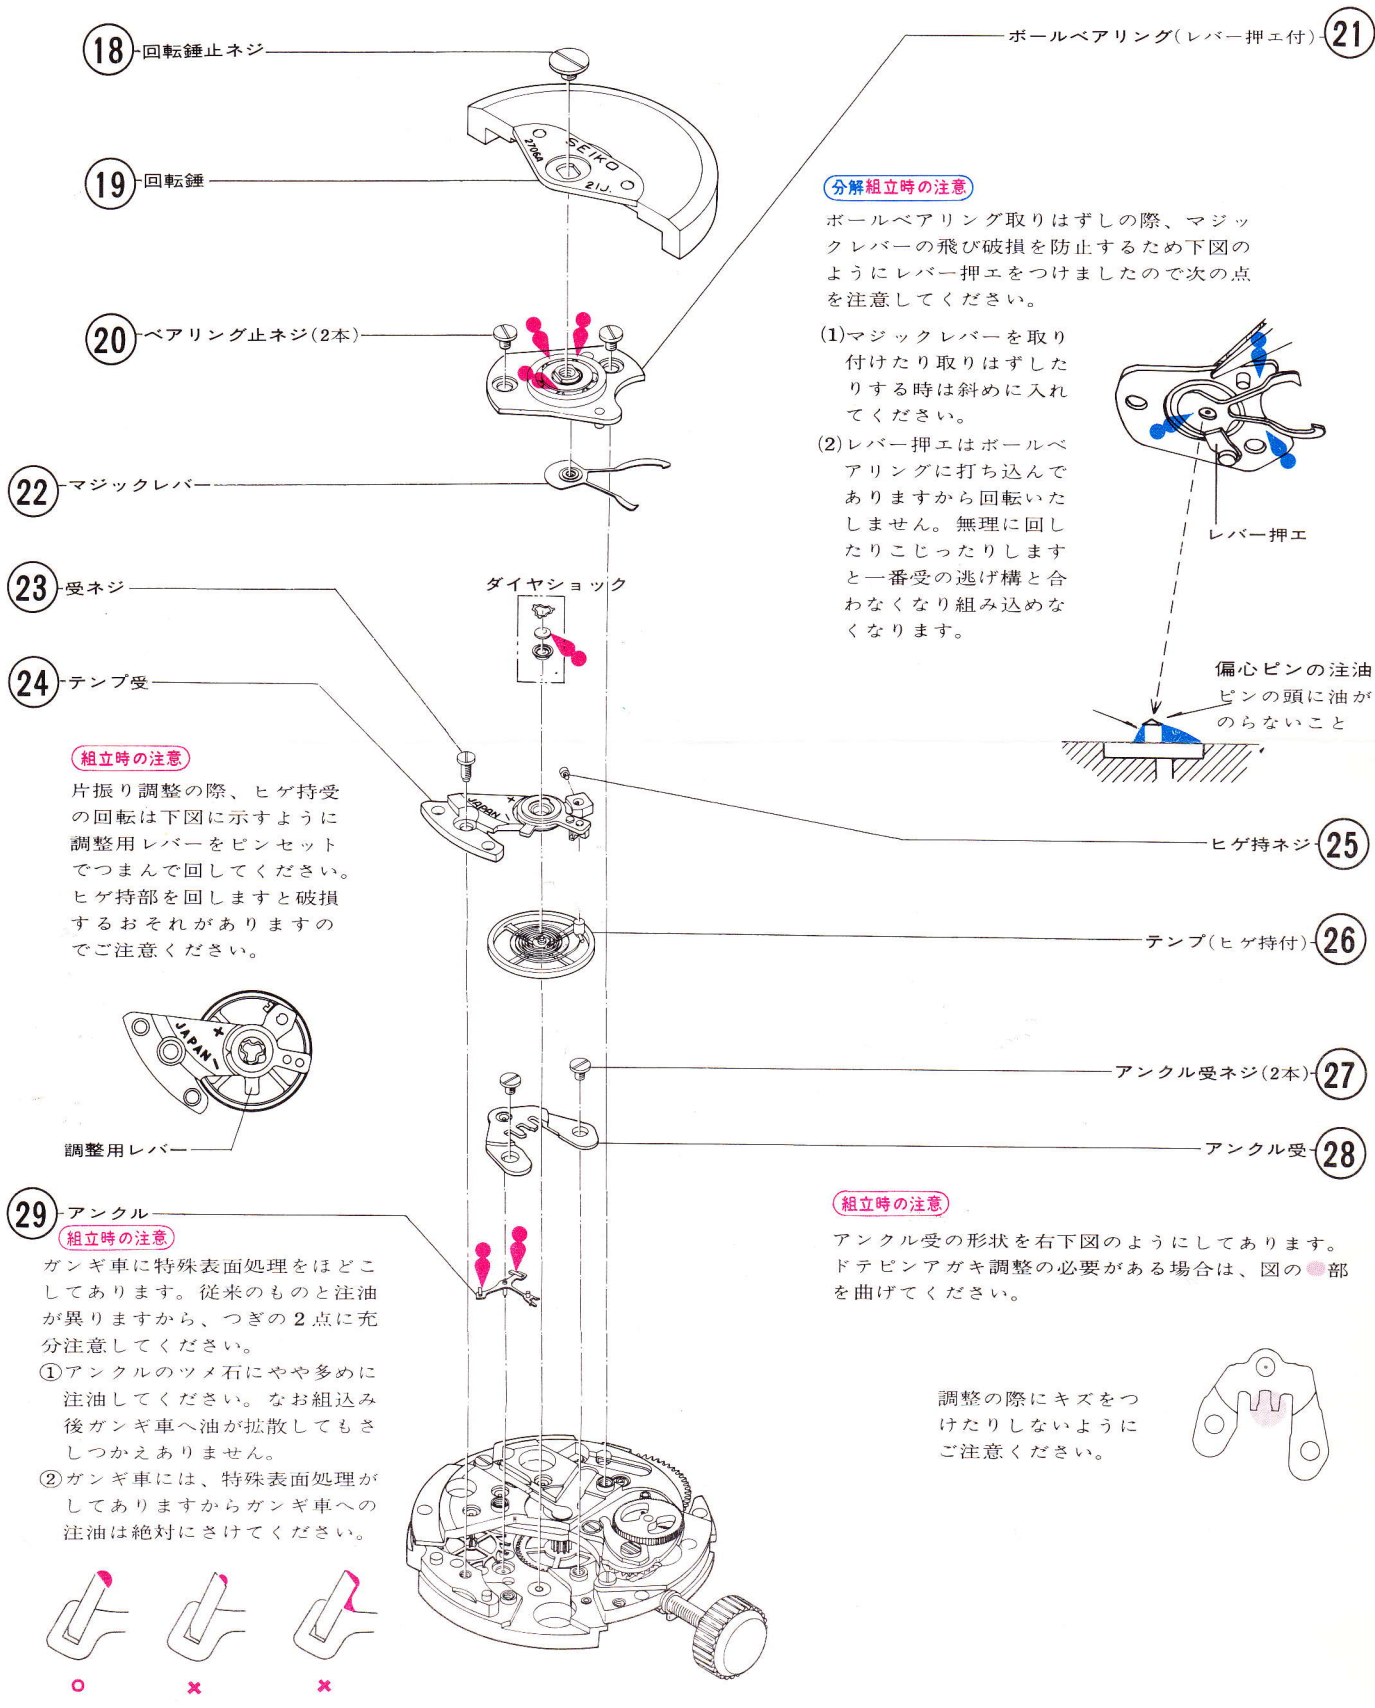 18 回転錘止ネジ
ボールベアリング(レバー押エ付) 21
2706A
SEIKO
21J.
19 回転錘
20 ベアリング止ネジ(2本)
22 マジックレバー
分解組立時の注意
ボールベアリング取りはずしの際、マジッ
クレバーの飛び破損を防止するため下図の
ようにレバー押エをつけましたので次の点
を注意してください。
(1)マジックレバーを取り
付けたり取りはずした
りする時は斜めに入れ
てください。
(2)レバー押エはボールベ
アリングに打ち込んで
ありますから回転いた
しません。無理に回し
たりこじったりします
と一番受の逃げ構と合
わなくなり組み込めな
くなります。
レバー押エ
偏心ピンの注油
ピンの頭に油が
のらないこと
23 受ネジ
ダイヤショック
24 テンプ受
組立時の注意
片振り調整の際、ヒゲ持受
の回転は下図に示すように
調整用レバーをピンセット
でつまんで回してください。
ヒゲ持部を回しますと破損
するおそれがありますの
でご注意ください。
JAPAN
+
−
ヒゲ持ネジ 25
テンプ(ヒゲ持付) 26
JAPAN
+
−
調整用レバー
アンクル受ネジ(2本) 27
アンクル受 28
29 アンクル
組立時の注意
ガンギ車に特殊表面処理をほどこ
してあります。従来のものと注油
が異りますから、つぎの2点に充
分注意してください。
①アンクルのツメ石にやや多めに
注油してください。なお組込み
後ガンギ車へ油が拡散してもさ
しつかえありません。
②ガンギ車には、特殊表面処理が
してありますからガンギ車への
注油は絶対にさけてください。
組立時の注意
アンクル受の形状を右下図のようにしてあります。
ドテピンアガキ調整の必要がある場合は、図の●部
を曲げてください。
調整の際にキズをつ
けたりしないように
ご注意ください。
○ × ×